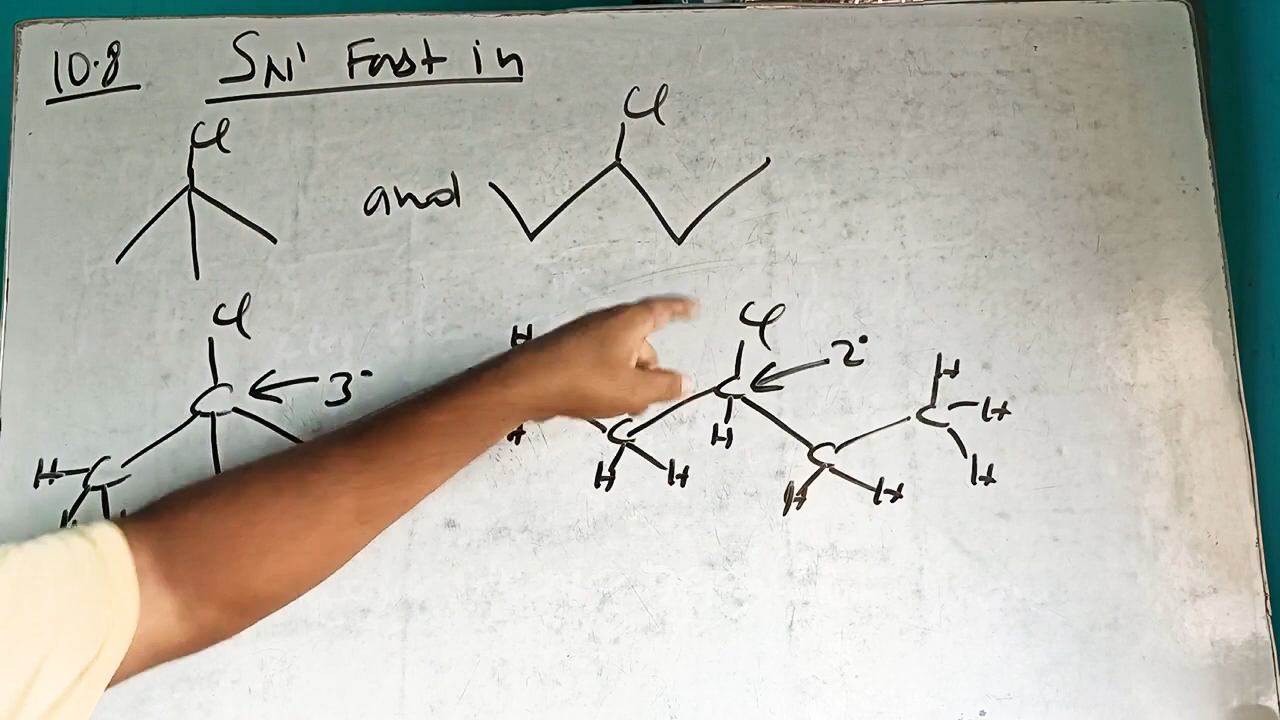 10.8 SN1 Fast in
Cl Cl
and
Cl Cl
C 3° H C 2° H
C H
H C H C C H
H H H H H H